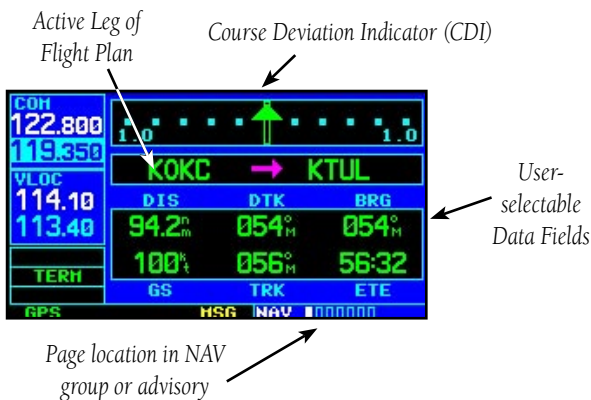 Active Leg of
Flight Plan
Course Deviation Indicator (CDI)
COM
122.800
119.350
1.0
1.0
KOKC → KTUL
VLOC
114.10
113.40
DIS DTK BRG
94.2nm 054°M 054°M
100kt 056°M 56:32
GS TRK ETE
TERM
GPS MSG NAV
User-
selectable
Data Fields
Page location in NAV
group or advisory